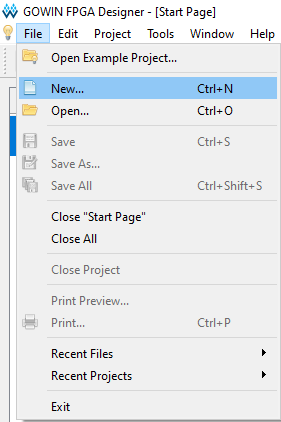 GOWIN FPGA Designer - [Start Page]
File Edit Project Tools Window Help
Open Example Project...
New... Ctrl+N
Open... Ctrl+O
Save Ctrl+S
Save As...
Save All Ctrl+Shift+S
Close "Start Page"
Close All
Close Project
Print Preview...
Print... Ctrl+P
Recent Files
Recent Projects
Exit